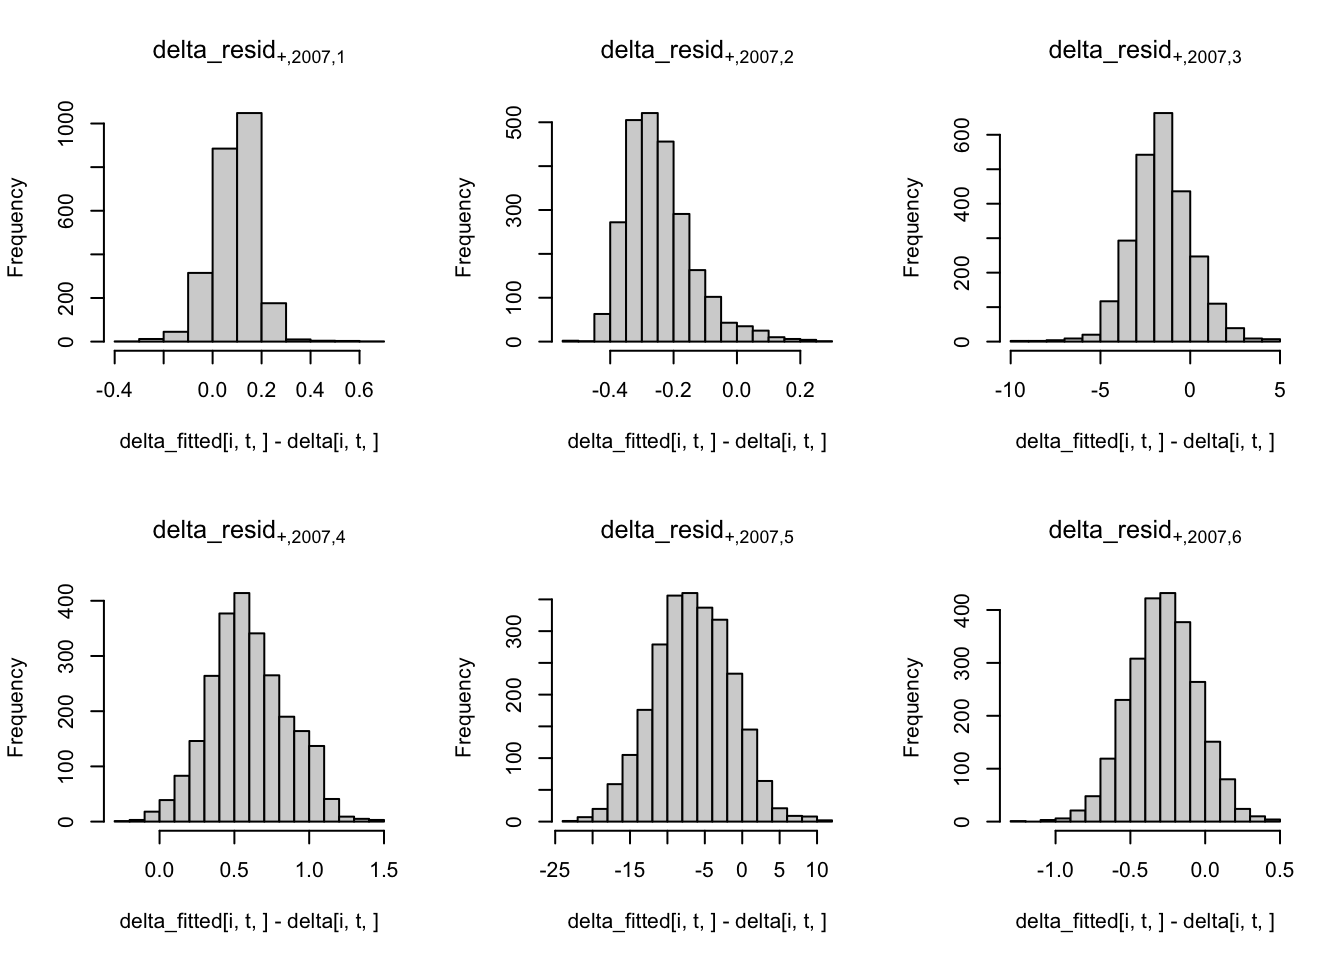 delta_resid+,2007,1
Frequency
0 200 600 1000
-0.4 0.0 0.2 0.4 0.6
delta_fitted[i, t, ] - delta[i, t, ]
delta_resid+,2007,2
Frequency
0 100 300 500
-0.4 -0.2 0.0 0.2
delta_fitted[i, t, ] - delta[i, t, ]
delta_resid+,2007,3
Frequency
0 200 400 600
-10 -5 0 5
delta_fitted[i, t, ] - delta[i, t, ]
delta_resid+,2007,4
Frequency
0 100 200 300 400
0.0 0.5 1.0 1.5
delta_fitted[i, t, ] - delta[i, t, ]
delta_resid+,2007,5
Frequency
0 100 200 300
-25 -15 -5 0 5 10
delta_fitted[i, t, ] - delta[i, t, ]
delta_resid+,2007,6
Frequency
0 100 200 300 400
-1.0 -0.5 0.0 0.5
delta_fitted[i, t, ] - delta[i, t, ]